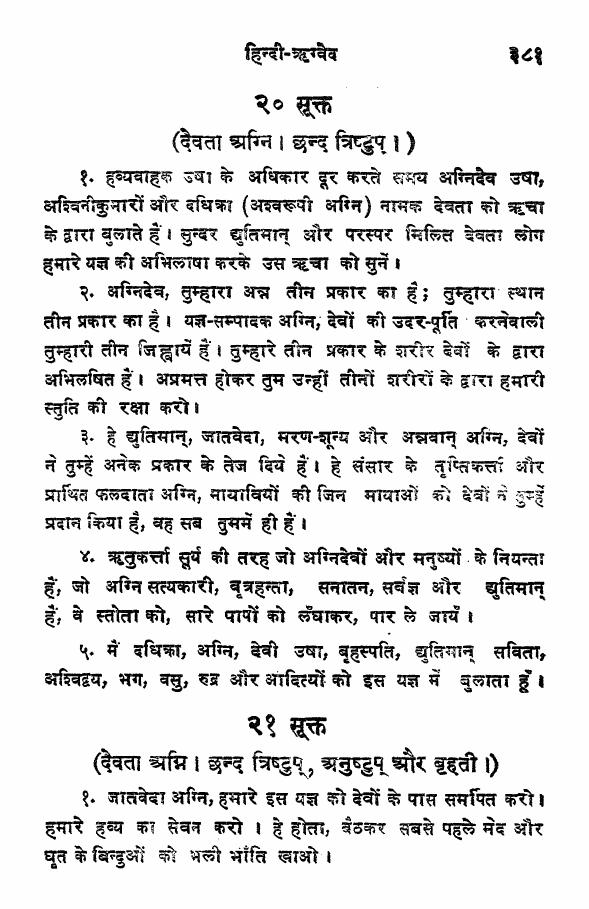 हिन्दी-ऋग्वेद ३८१
२० सूक्त
(देवता अग्नि। छन्द त्रिष्टुप्।)
१. हव्यवाहक उषा के अधिकार दूर करते समय अग्निदेव उषा,
अश्विनीकुमारों और दधिक्रा (अश्वरूपी अग्नि) नामक देवता को ऋचा
के द्वारा बुलाते हैं। सुन्दर द्युतिमान् और परस्पर मिलित देवता लोग
हमारे यज्ञ की अभिलाषा करके उस ऋचा को सुनें।
२. अग्निदेव, तुम्हारा अन्न तीन प्रकार का है; तुम्हारा स्थान
तीन प्रकार का है। यज्ञ-सम्पादक अग्नि, देवों की उदर-पूर्ति करनेवाली
तुम्हारी तीन जिह्वायें हैं। तुम्हारे तीन प्रकार के शरीर देवों के द्वारा
अभिलषित हैं। अप्रमत्त होकर तुम उन्हीं तीनों शरीरों के द्वारा हमारी
स्तुति की रक्षा करो।
३. हे द्युतिमान्, जातवेदा, मरण-शून्य और अन्नवान् अग्नि, देवों
ने तुम्हें अनेक प्रकार के तेज दिये हैं। हे संसार के तृप्तिकर्त्ता और
प्रार्थित फलदाता अग्नि, मायावियों की जिन मायाओं को देवों ने तुम्हें
प्रदान किया है, वह सब तुममें ही हैं।
४. ऋतुकर्त्ता सूर्य की तरह जो अग्निदेवों और मनुष्यों के नियन्ता
हैं, जो अग्नि सत्यकारी, वृत्रहन्ता, सनातन, सर्वज्ञ और द्युतिमान्
हैं, वे स्तोता को, सारे पापों को लँघाकर, पार ले जायँ।
५. मैं दधिक्रा, अग्नि, देवी उषा, बृहस्पति, द्युतिमान् सविता,
अश्विद्वय, भग, वसु, रुद्र और आदित्यों को इस यज्ञ में बुलाता हूँ।
२१ सूक्त
(देवता अग्नि। छन्द त्रिष्टुप्, अनुष्टुप् और बृहती।)
१. जातवेदा अग्नि, हमारे इस यज्ञ को देवों के पास समर्पित करो।
हमारे हव्य का सेवन करो । हे होता, बैठकर सबसे पहले मेद और
घृत के बिन्दुओं को भली भाँति खाओ।